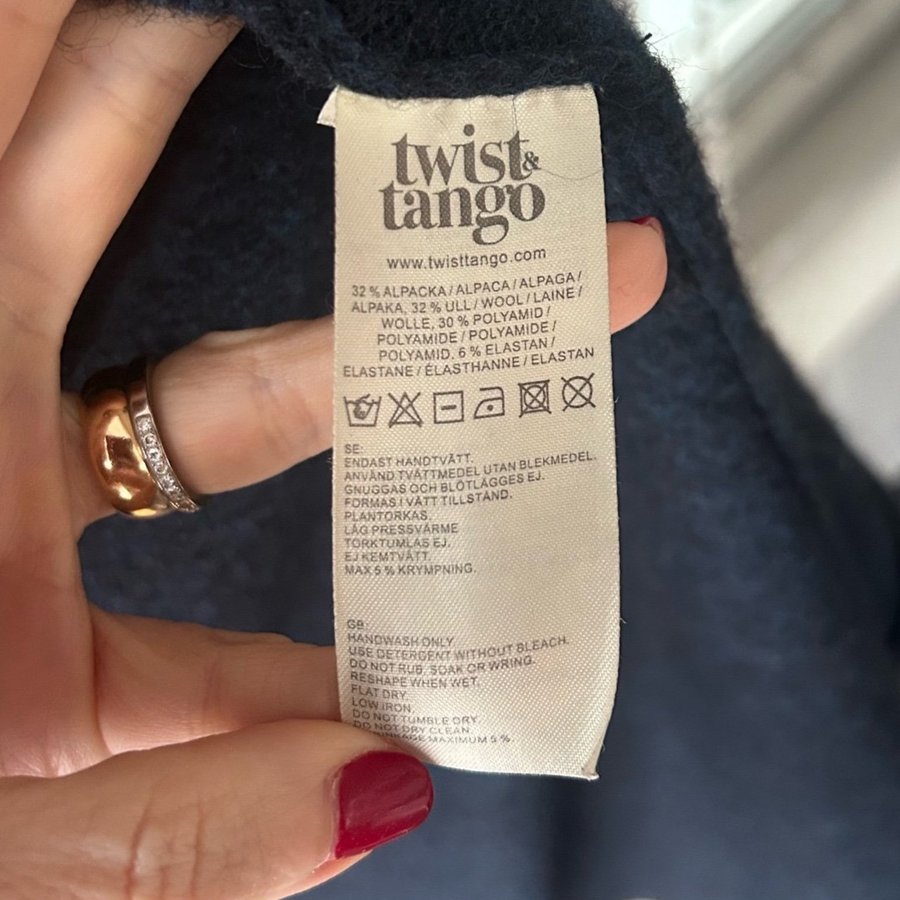 twist&
tango
www.twisttango.com
32 % ALPACKA / ALPACA / ALPAGA /
ALPAKA, 32 % ULL / WOOL / LAINE /
WOLLE, 30 % POLYAMID /
POLYAMIDE / POLYAMIDE /
POLYAMID, 6 % ELASTAN /
ELASTANE / ÉLASTHANNE / ELASTAN
SE:
ENDAST HANDTVÄTT.
ANVÄND TVÄTTMEDEL UTAN BLEKMEDEL.
GNUGGAS OCH BLÖTLÄGGES EJ.
FORMAS I VÅTT TILLSTÅND.
PLANTORKAS.
LÅG PRESSVÄRME
TORKTUMLAS EJ.
EJ KEMTVÄTT.
MAX 5 % KRYMPNING.
GB:
HANDWASH ONLY
USE DETERGENT WITHOUT BLEACH.
DO NOT RUB, SOAK OR WRING.
RESHAPE WHEN WET.
FLAT DRY.
LOW IRON.
DO NOT TUMBLE DRY.
DO NOT DRY CLEAN.
MAXIMUM 5 %.